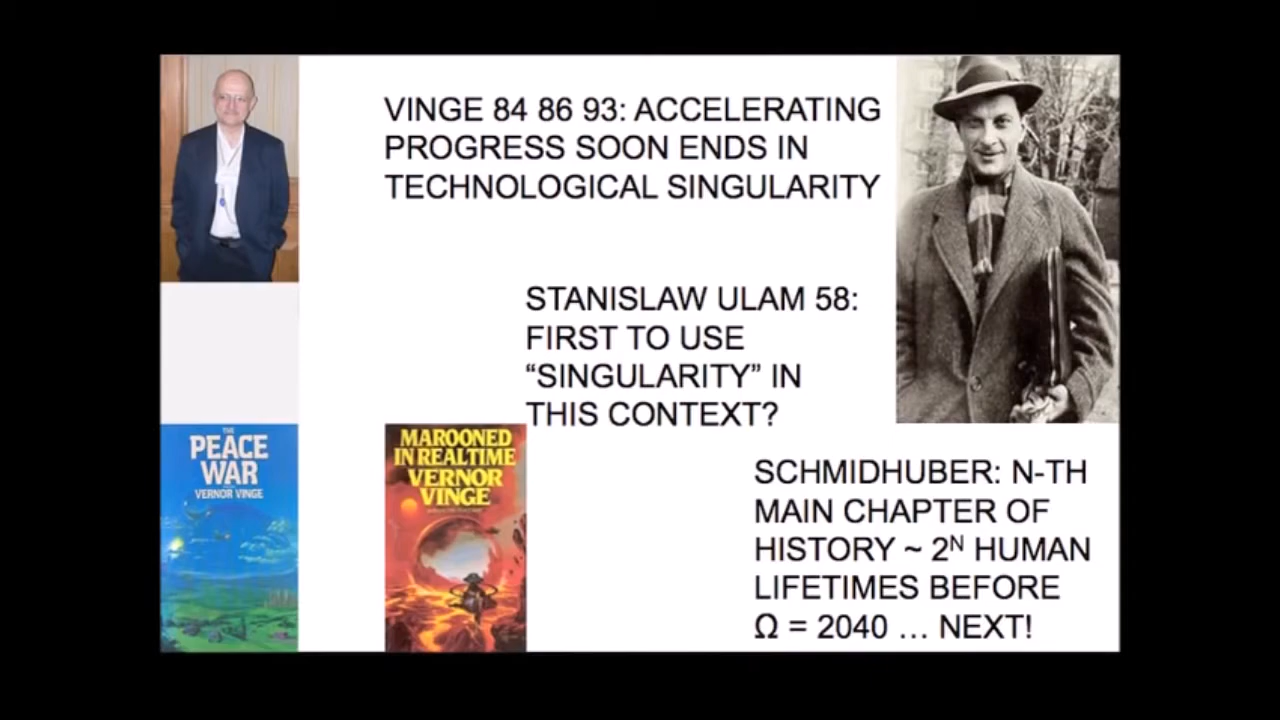 VINGE 84 86 93: ACCELERATING
PROGRESS SOON ENDS IN
TECHNOLOGICAL SINGULARITY
STANISLAW ULAM 58:
FIRST TO USE
“SINGULARITY” IN
THIS CONTEXT?
THE
PEACE
WAR
VERNOR VINGE
MAROONED
IN REALTIME
VERNOR
VINGE
SCHMIDHUBER: N-TH
MAIN CHAPTER OF
HISTORY ~ 2ᴺ HUMAN
LIFETIMES BEFORE
Ω = 2040 … NEXT!